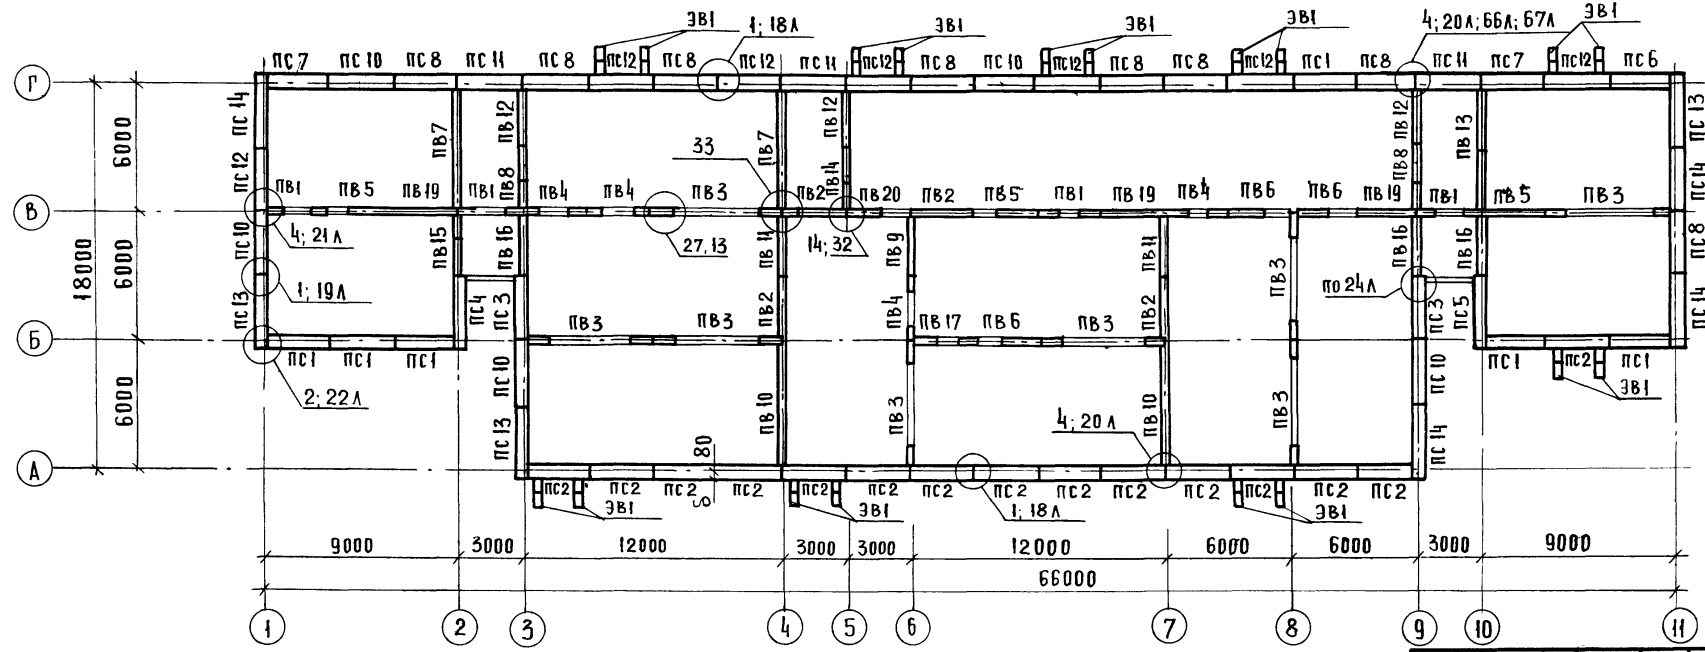 ЭВ1 1; 18Л ЭВ1 ЭВ1 ЭВ1 4; 20Л; 66Л; 67Л ЭВ1
Г ПС7 ПС10 ПС8 ПС11 ПС8 ПС12 ПС8 ПС12 ПС11 ПС12 ПС8 ПС10 ПС12 ПС8 ПС8 ПС12 ПС1 ПС8 ПС11 ПС7 ПС12 ПС6
ПС14 ПВ7 ПВ12 ПВ7 ПВ12 ПВ12 ПВ13 ПС13
6000
33
ПС12 ПВ8 ПВ14 ПВ8 ПС14
В ПВ1 ПВ5 ПВ19 ПВ1 ПВ4 ПВ4 ПВ3 ПВ2 ПВ20 ПВ2 ПВ5 ПВ1 ПВ19 ПВ4 ПВ6 ПВ6 ПВ19 ПВ1 ПВ5 ПВ3
4; 21Л 27, 13 14; 32
ПС10 ПВ15 ПВ16 ПВ11 ПВ9 ПВ11 ПВ3 ПВ16 ПВ16 ПС8
18000 6000
1; 19Л по 24Л
ПС13 ПС4 ПС3 ПВ2 ПВ4 ПВ2 ПС3 ПС5 ПС14
ПВ3 ПВ3 ПВ17 ПВ6 ПВ3
Б
ПС1 ПС1 ПС1 ПС1 ПС2 ПС1
ПС10 ПС10
ЭВ1
2; 22Л
6000
ПВ10 ПВ3 ПВ10 ПВ3
4; 20Л
ПС13 80 ПС14
А
ПС2 ПС2 ПС2 ПС2 ПС2 ПС2 ПС2 ПС2 ПС2 ПС2 ПС2 ПС2 ПС2
ЭВ1 ЭВ1 1; 18Л ЭВ1
9000 3000 12000 3000 3000 12000 6000 6000 3000 9000
66000
1 2 3 4 5 6 7 8 9 10 11